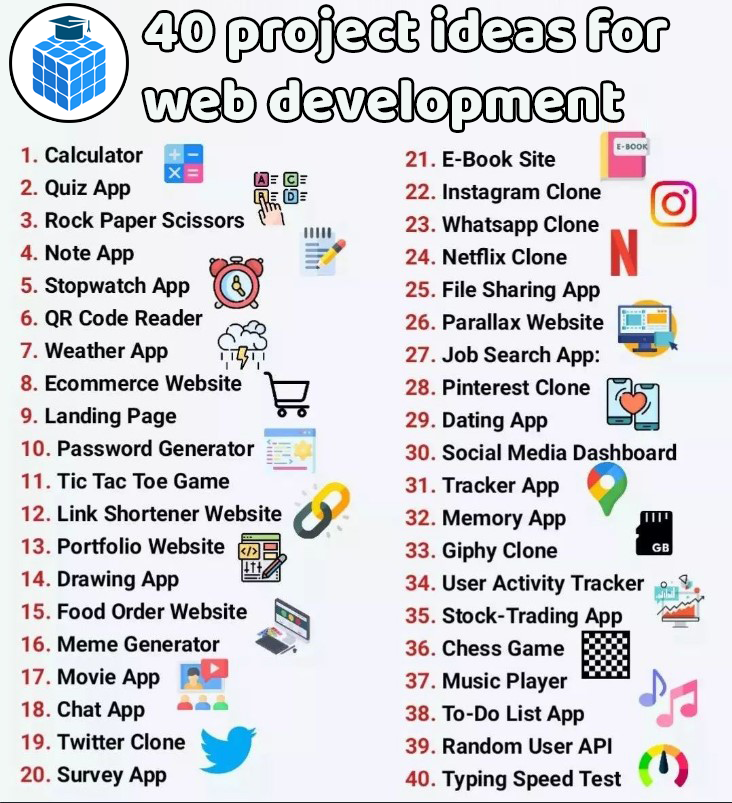 40 project ideas for
web development
1. Calculator
2. Quiz App
3. Rock Paper Scissors
4. Note App
5. Stopwatch App
6. QR Code Reader
7. Weather App
8. Ecommerce Website
9. Landing Page
10. Password Generator
11. Tic Tac Toe Game
12. Link Shortener Website
13. Portfolio Website
14. Drawing App
15. Food Order Website
16. Meme Generator
17. Movie App
18. Chat App
19. Twitter Clone
20. Survey App
A C
B D
21. E-Book Site
E-BOOK
22. Instagram Clone
23. Whatsapp Clone
24. Netflix Clone
N
25. File Sharing App
26. Parallax Website
27. Job Search App:
28. Pinterest Clone
29. Dating App
30. Social Media Dashboard
31. Tracker App
32. Memory App
GB
33. Giphy Clone
34. User Activity Tracker
35. Stock-Trading App
36. Chess Game
37. Music Player
38. To-Do List App
39. Random User API
40. Typing Speed Test